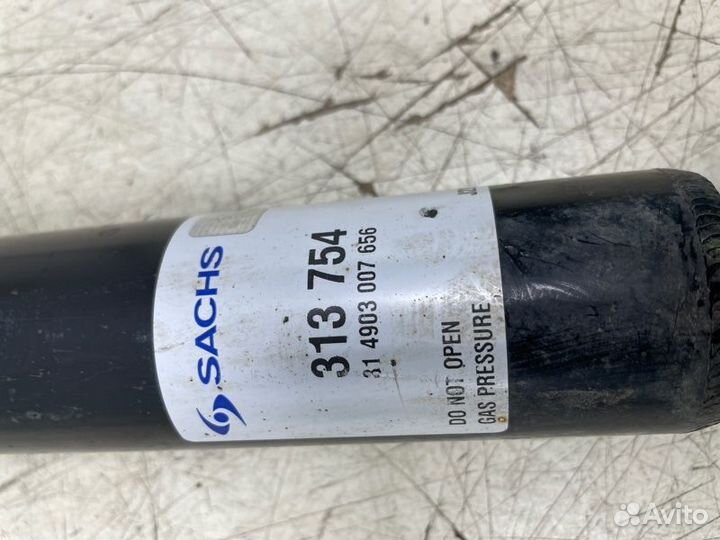 SACHS
313 754
31 4903 007 656
DO NOT OPEN
GAS PRESSURE
Avito